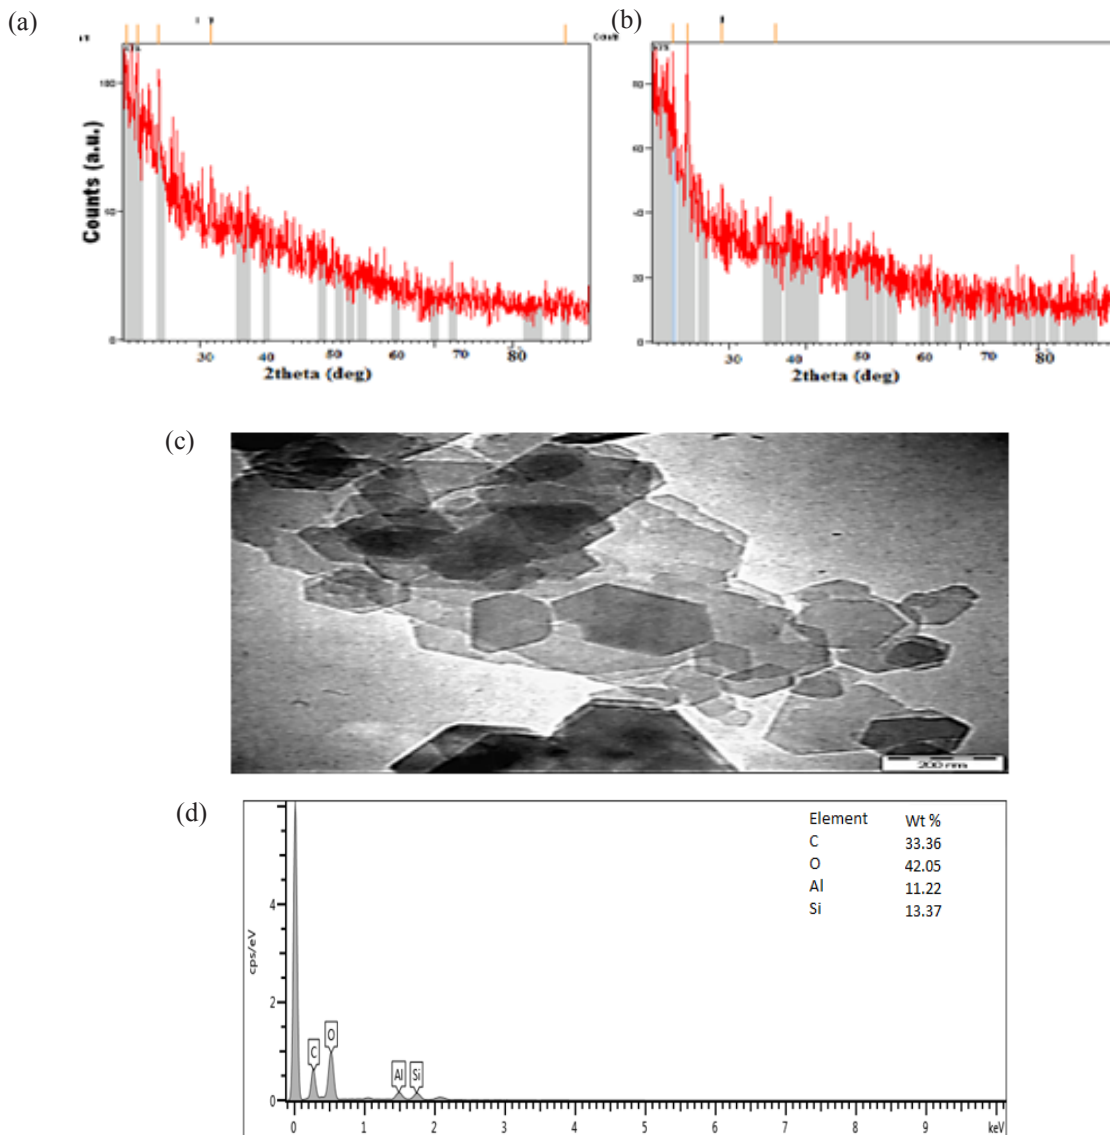 (a)
(b)
Counts (a.u.)
100
50
0
30 40 50 60 70 80
2theta (deg)
80
60
40
20
0
30 40 50 60 70 80
2theta (deg)
(c)
200 nm
(d)
Element Wt %
C 33.36
O 42.05
Al 11.22
Si 13.37
cps/eV
4
2
0
C O Al Si
0 1 2 3 4 5 6 7 8 9 keV